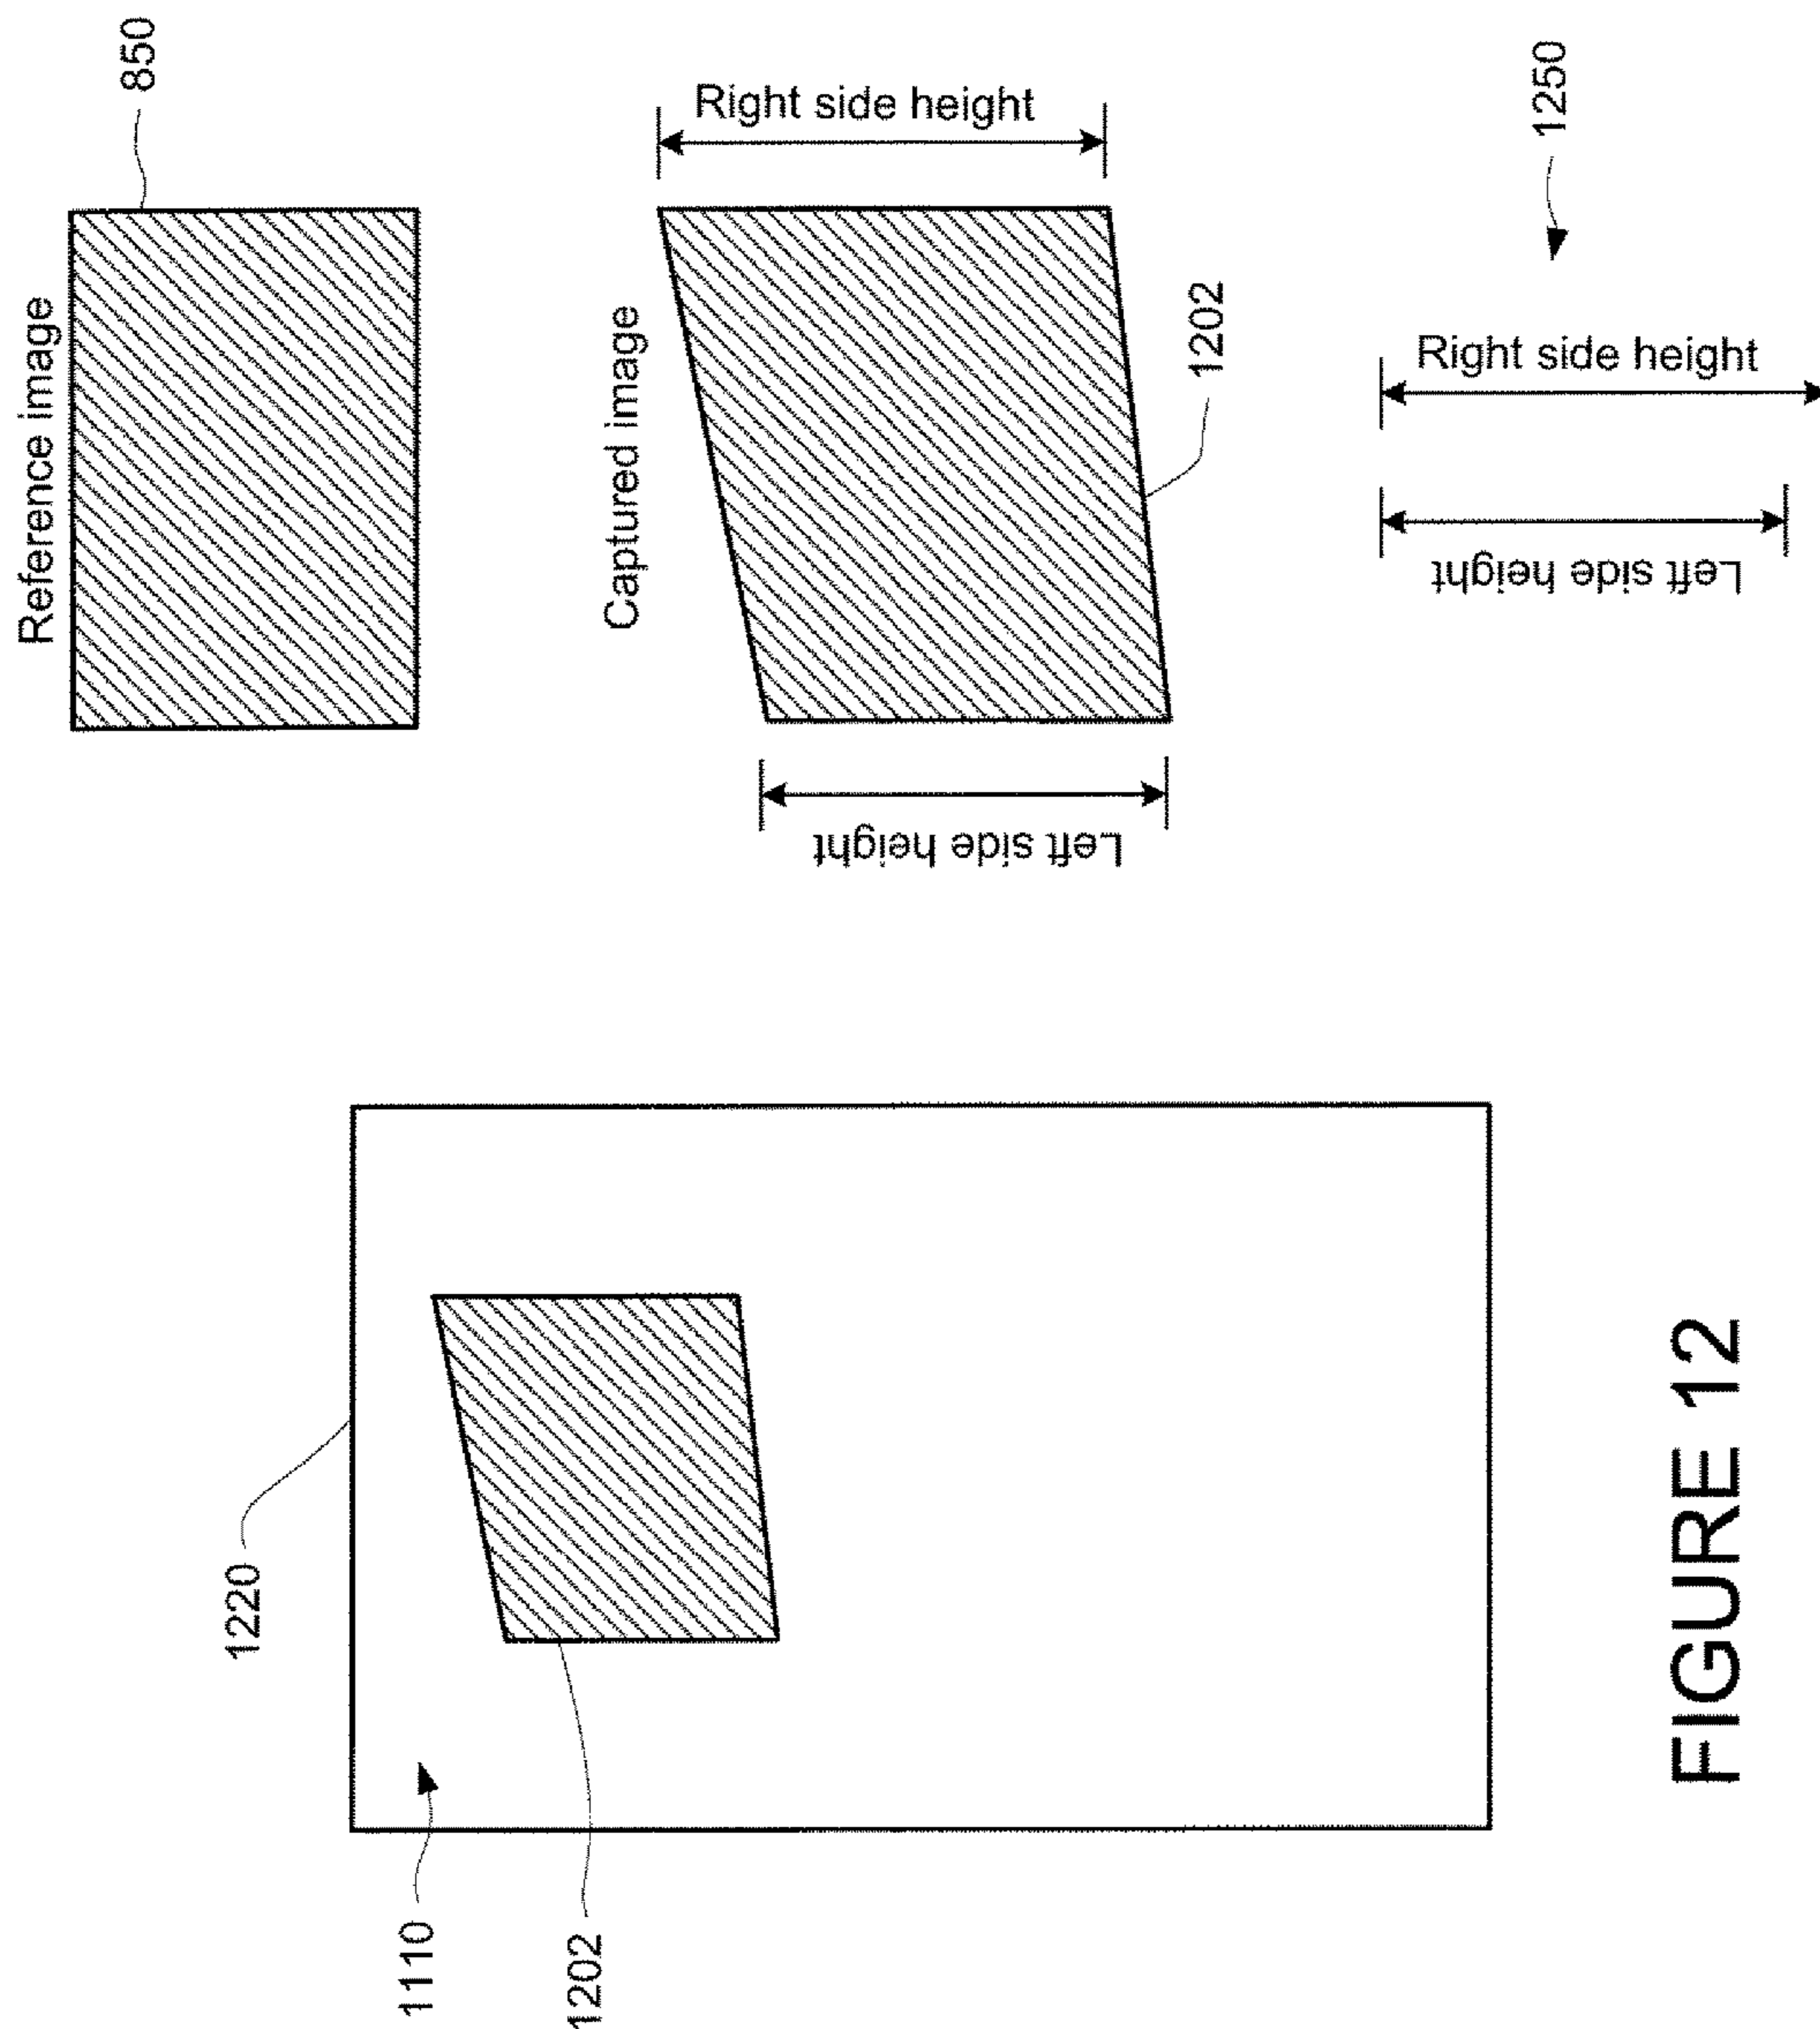 Reference image
850
Captured image
Right side height
Left side height
1202
Right side height
Left side height
1250
1220
1110
1202
FIGURE 12